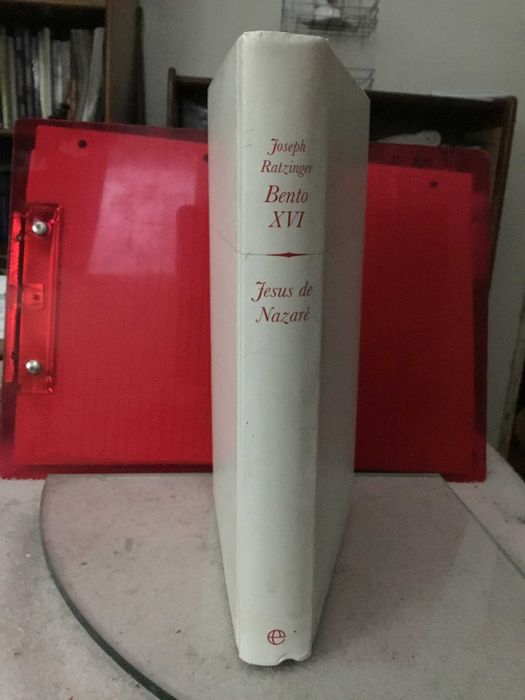 Joseph
Ratzinger
Bento
XVI
Jesus de
Nazaré
e